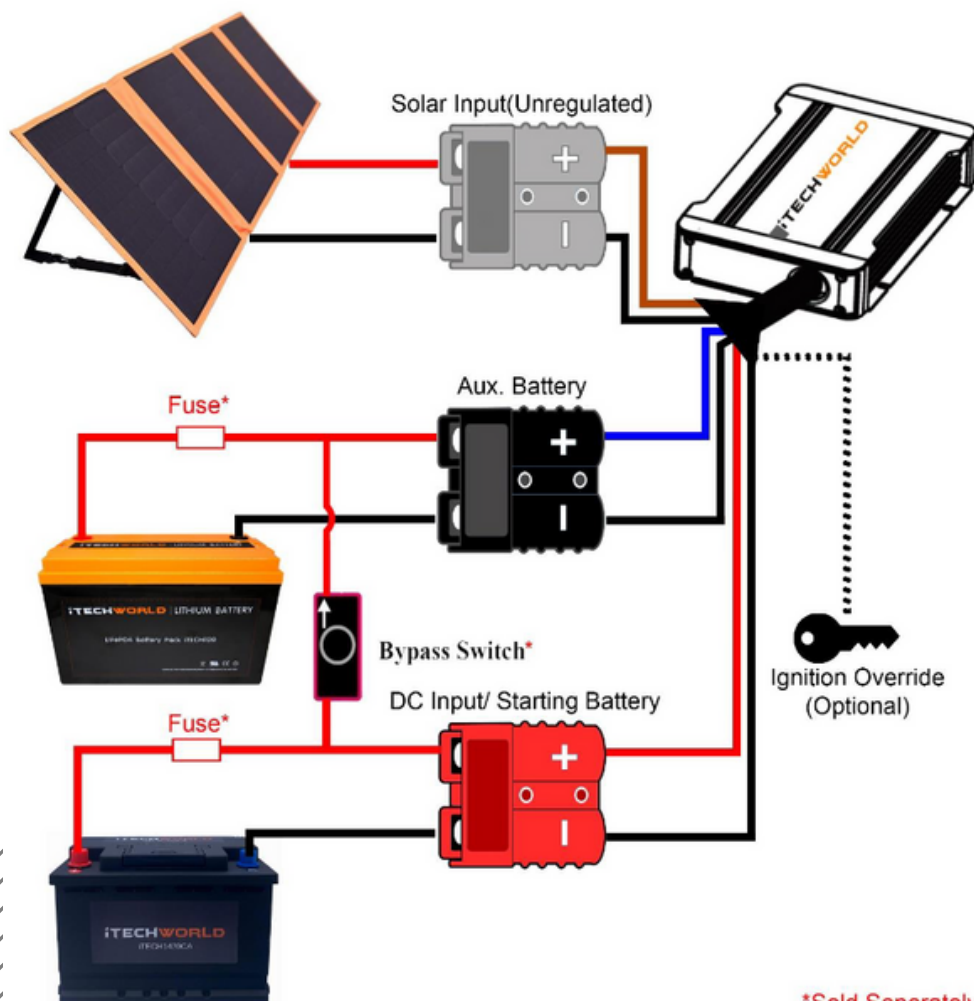 Solar Input(Unregulated)
+
−
iTECHWORLD
Aux. Battery
Fuse*
+
−
iTECHWORLD | LITHIUM BATTERY
Bypass Switch*
Ignition Override
(Optional)
DC Input/ Starting Battery
Fuse*
+
−
iTECHWORLD
*Sold Separately